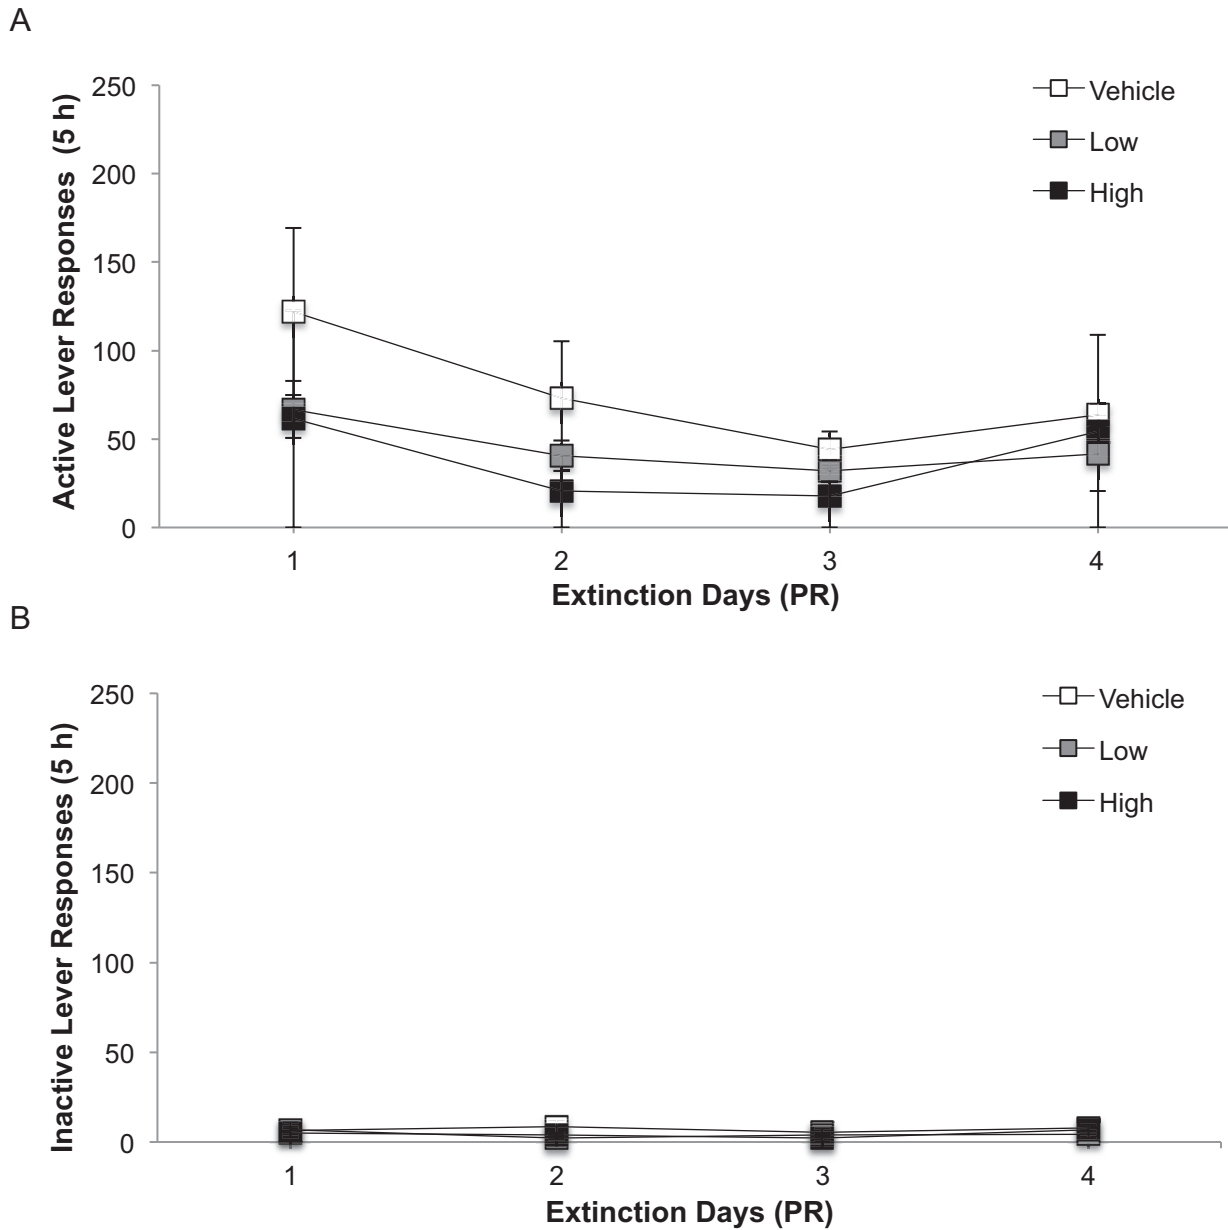 A
250
200
150
100
50
0
Active Lever Responses (5 h)
Vehicle
Low
High
1 2 3 4
Extinction Days (PR)
B
250
200
150
100
50
0
Inactive Lever Responses (5 h)
Vehicle
Low
High
1 2 3 4
Extinction Days (PR)